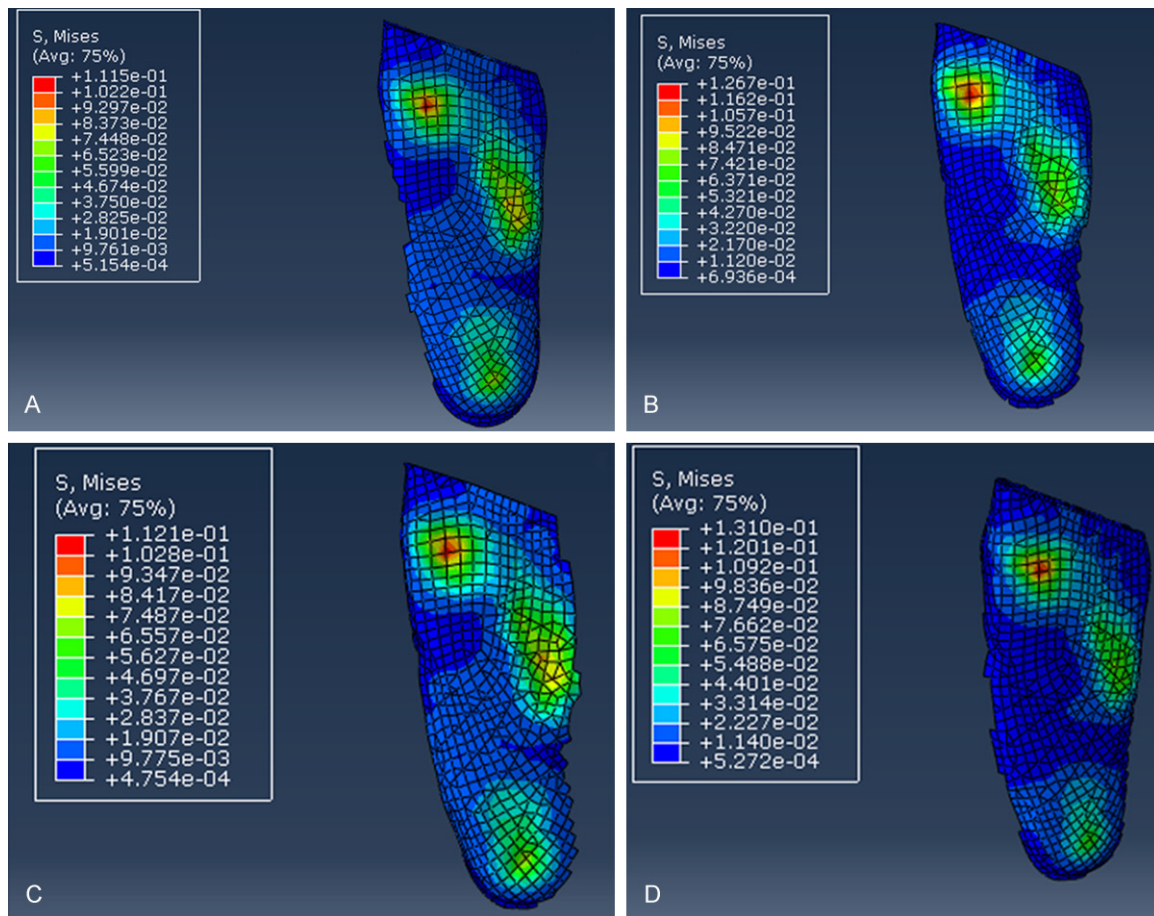 S, Mises
(Avg: 75%)
+1.115e-01
+1.022e-01
+9.297e-02
+8.373e-02
+7.448e-02
+6.523e-02
+5.599e-02
+4.674e-02
+3.750e-02
+2.825e-02
+1.901e-02
+9.761e-03
+5.154e-04
A
S, Mises
(Avg: 75%)
+1.267e-01
+1.162e-01
+1.057e-01
+9.522e-02
+8.471e-02
+7.421e-02
+6.371e-02
+5.321e-02
+4.270e-02
+3.220e-02
+2.170e-02
+1.120e-02
+6.936e-04
B
S, Mises
(Avg: 75%)
+1.121e-01
+1.028e-01
+9.347e-02
+8.417e-02
+7.487e-02
+6.557e-02
+5.627e-02
+4.697e-02
+3.767e-02
+2.837e-02
+1.907e-02
+9.775e-03
+4.754e-04
C
S, Mises
(Avg: 75%)
+1.310e-01
+1.201e-01
+1.092e-01
+9.836e-02
+8.749e-02
+7.662e-02
+6.575e-02
+5.488e-02
+4.401e-02
+3.314e-02
+2.227e-02
+1.140e-02
+5.272e-04
D